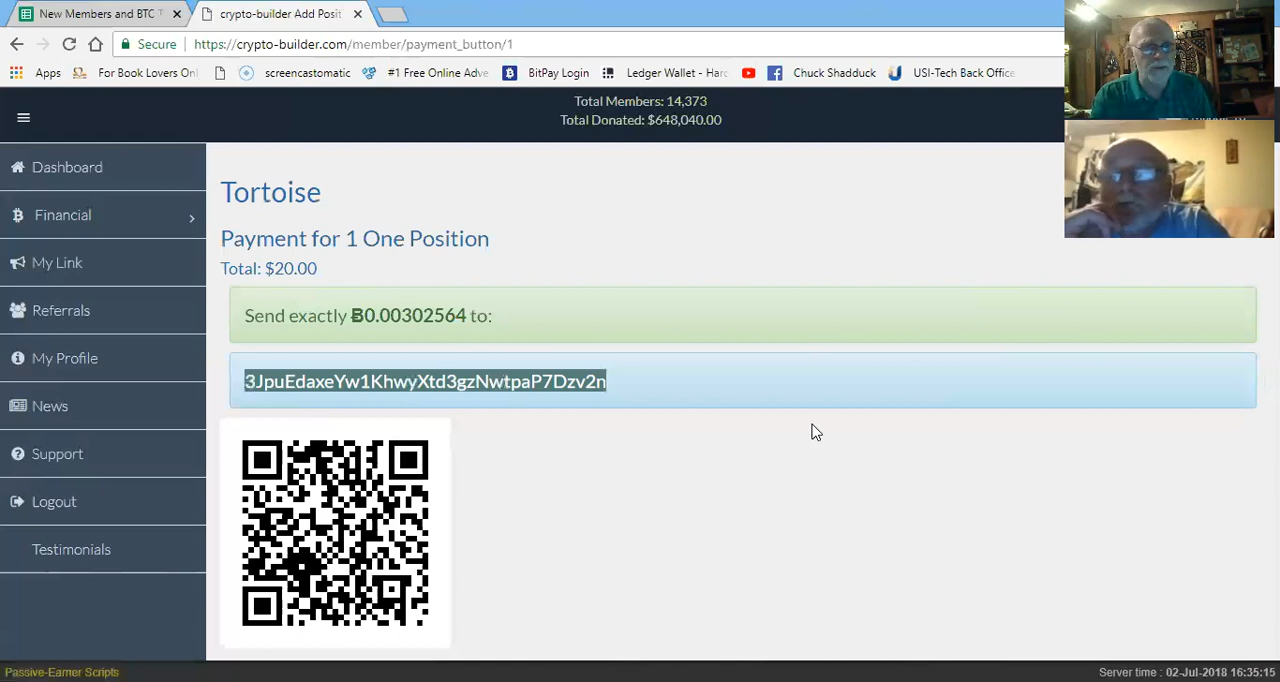 New Members and BTC T
crypto-builder Add Posit
Secure https://crypto-builder.com/member/payment_button/1
Apps For Book Lovers Onl screencastomatic #1 Free Online Adve BitPay Login Ledger Wallet - Hard Chuck Shadduck USI-Tech Back Office
Total Members: 14,373
Total Donated: $648,040.00
Dashboard
Financial
My Link
Referrals
My Profile
News
Support
Logout
Testimonials
Tortoise
Payment for 1 One Position
Total: $20.00
Send exactly Ƀ0.00302564 to:
3JpuEdaxeYw1KhwyXtd3gzNwtpaP7Dzv2n
Passive-Earner Scripts
Server time : 02-Jul-2018 16:35:15